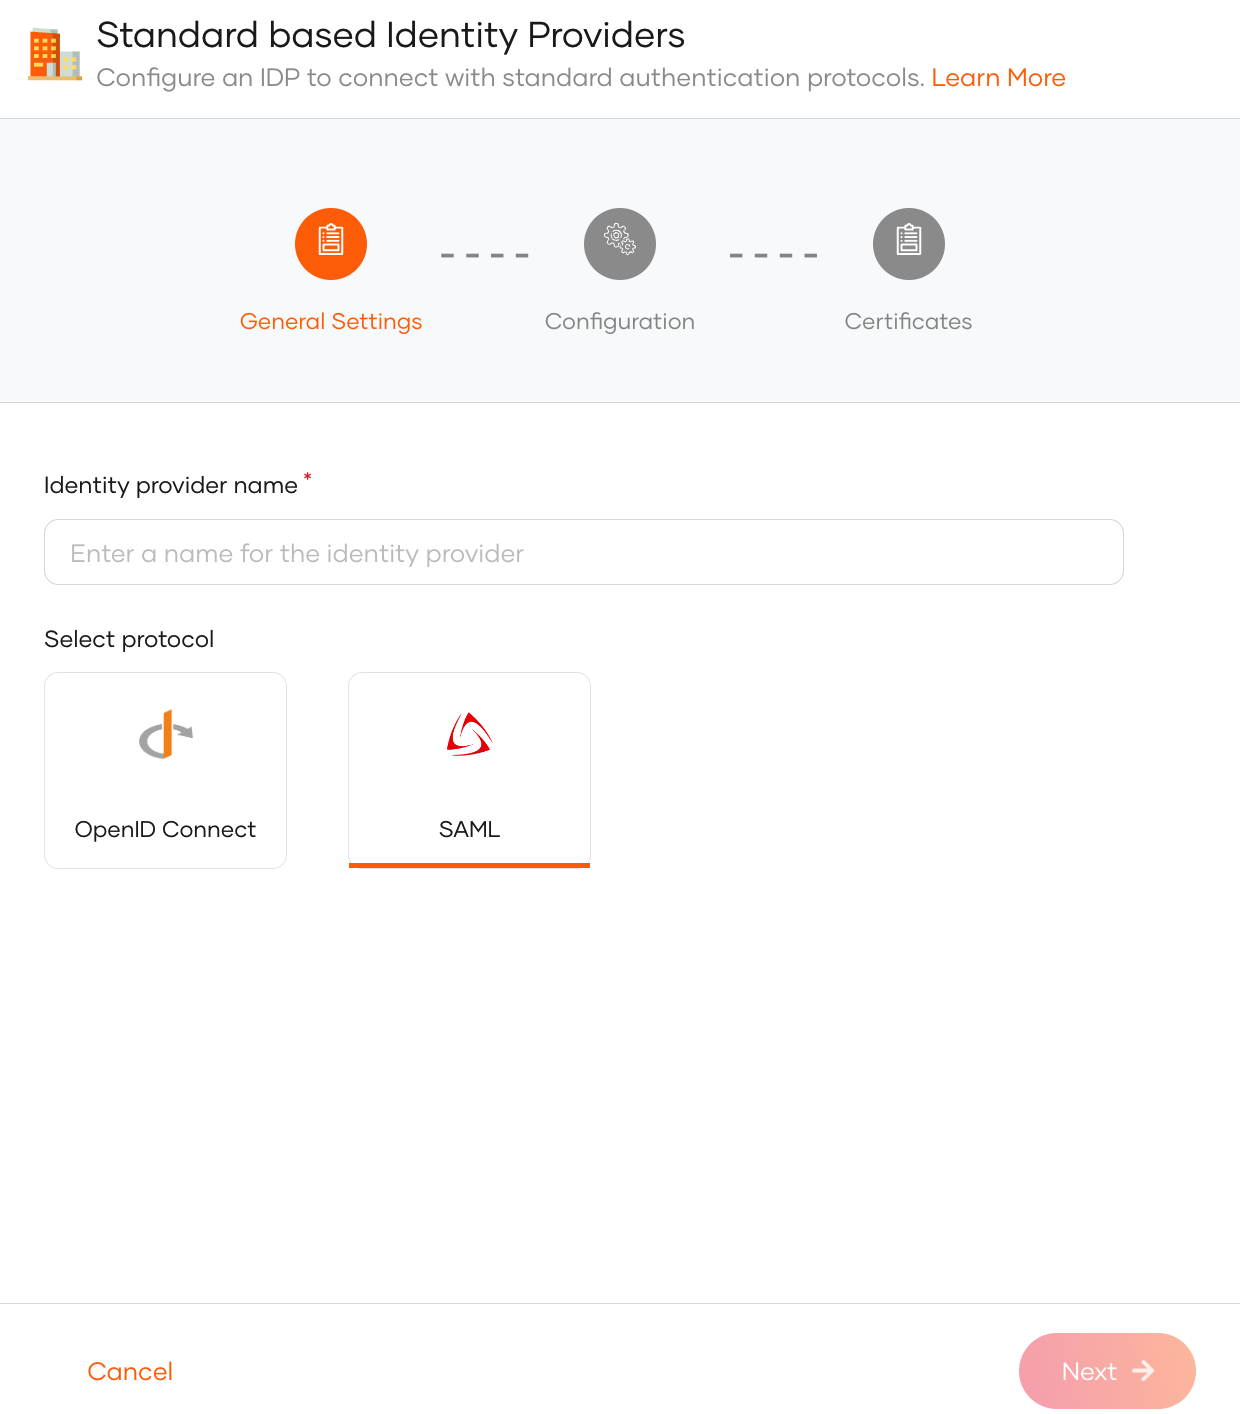 Standard based Identity Providers
Configure an IDP to connect with standard authentication protocols. Learn More
General Settings
Configuration
Certificates
Identity provider name *
Enter a name for the identity provider
Select protocol
OpenID Connect
SAML
Cancel
Next →